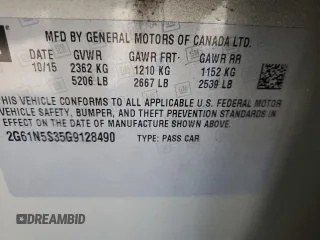 MFD BY GENERAL MOTORS OF CANADA LTD.
DATE GVWR GAWR FRT GAWR RR
10/15 2362 KG 1210 KG 1152 KG
5206 LB 2667 LB 2539 LB
THIS VEHICLE CONFORMS TO ALL APPLICABLE U.S. FEDERAL MOTOR
VEHICLE SAFETY, BUMPER, AND THEFT PREVENTION STANDARDS
IN EFFECT ON THE DATE OF MANUFACTURE SHOWN ABOVE.
2G61N5S35G9128490 TYPE: PASS CAR
DREAMBID